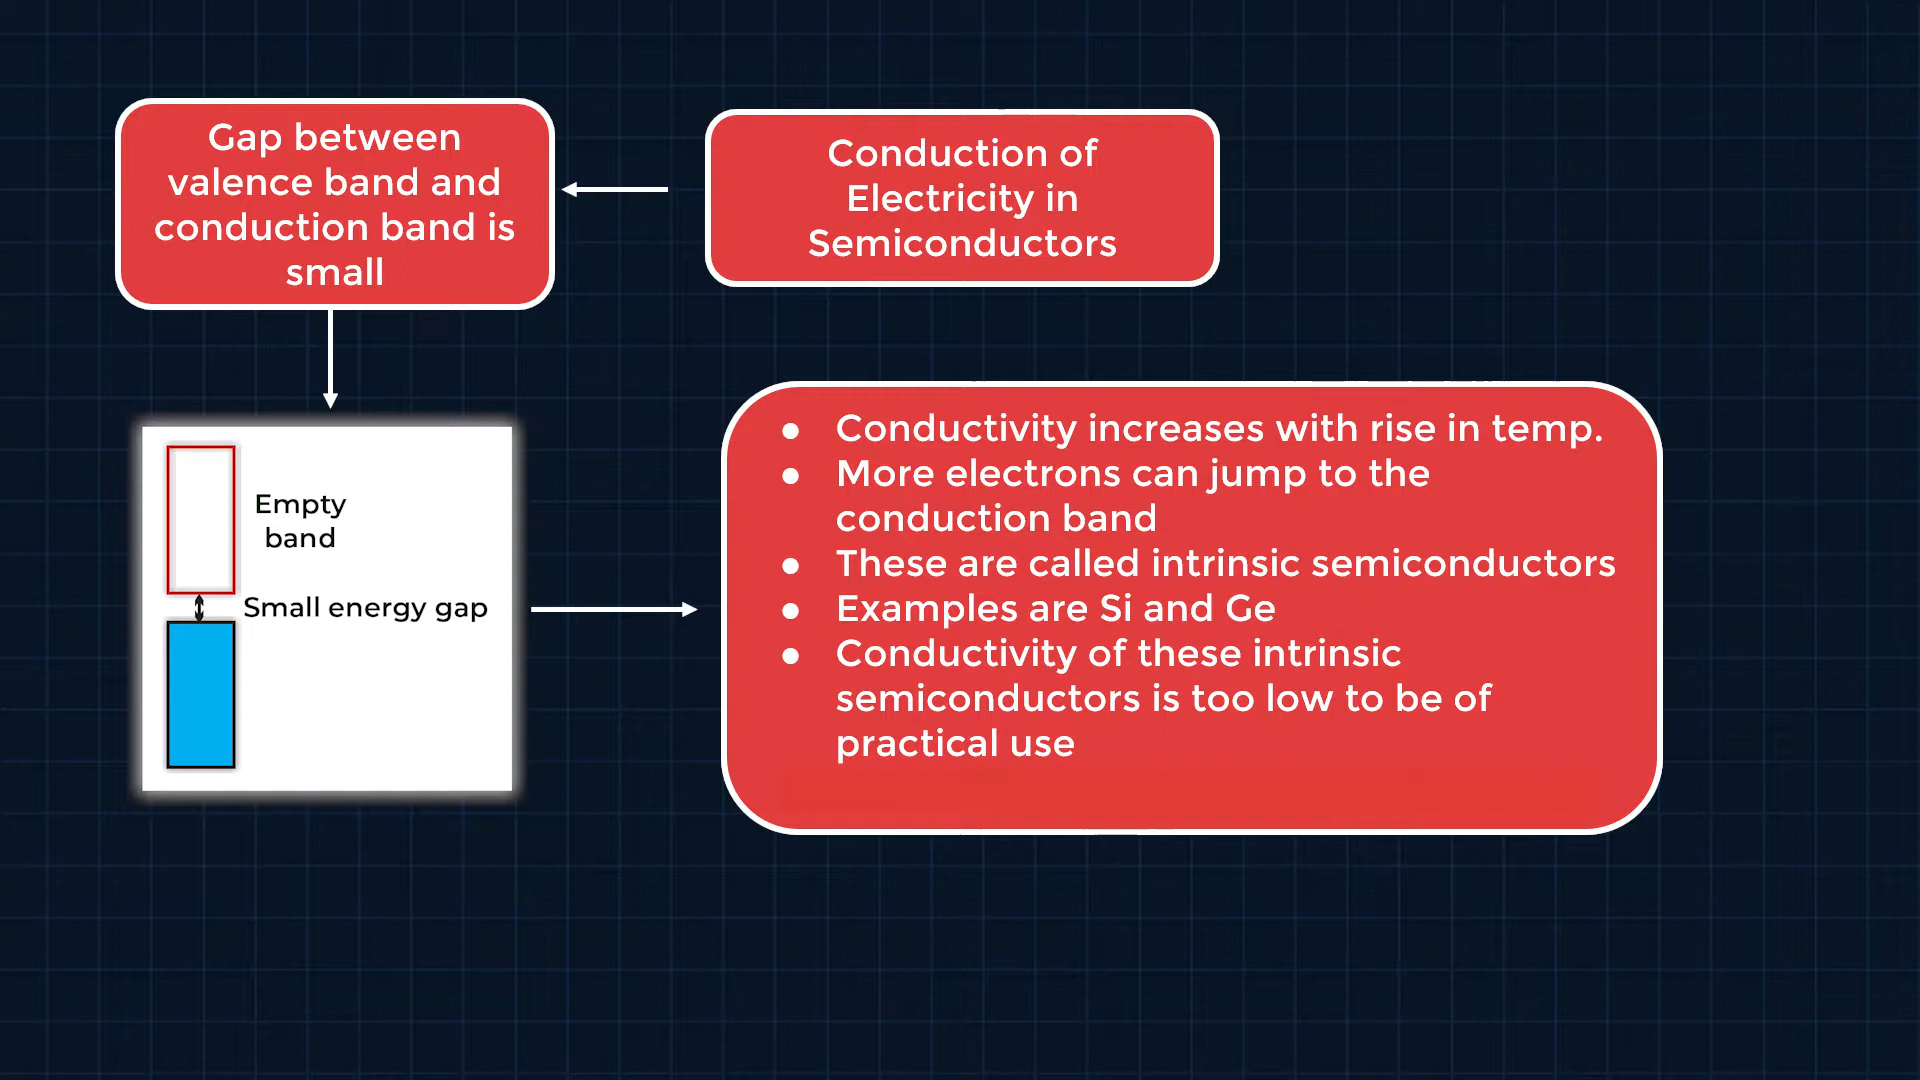 Gap between
valence band and
conduction band is
small
Conduction of
Electricity in
Semiconductors
Empty
band
Small energy gap
● Conductivity increases with rise in temp.
● More electrons can jump to the
conduction band
● These are called intrinsic semiconductors
● Examples are Si and Ge
● Conductivity of these intrinsic
semiconductors is too low to be of
practical use